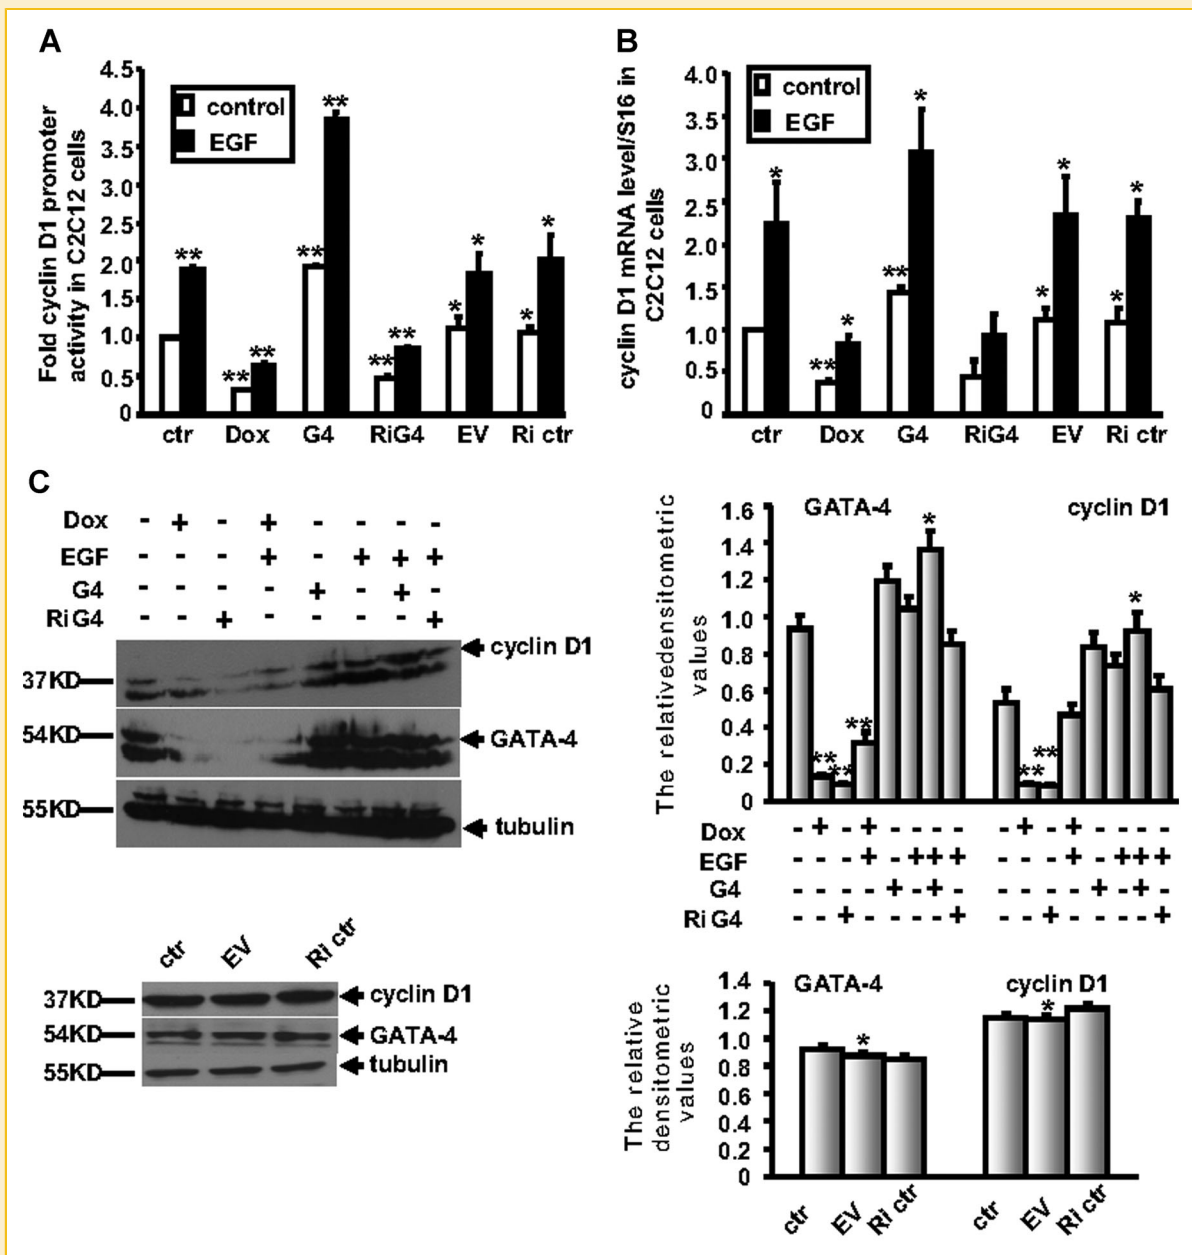 A
Fold cyclin D1 promoter
activity in C2C12 cells
4.5
4.0
3.5
3.0
2.5
2.0
1.5
1.0
0.5
0
control
EGF
** ** ** ** ** ** ** * * * *
ctr Dox G4 RiG4 EV Ri ctr
B
cyclin D1 mRNA level/S16 in
C2C12 cells
4.0
3.5
3.0
2.5
2.0
1.5
1.0
0.5
0
control
EGF
* ** * ** * * * * *
ctr Dox G4 RiG4 EV Ri ctr
C
Dox - + - + - - - -
EGF - - - + - + + +
G4 - - - - + - + -
Ri G4 - - + - - - - +
37KD
cyclin D1
54KD
GATA-4
55KD
tubulin
The relativedensitometric
values
1.6
1.4
1.2
1.0
0.8
0.6
0.4
0.2
0
GATA-4 cyclin D1
** ** ** * ** ** *
Dox - + - + - - - - - + - + - - - -
EGF - - - + - + + + - - - + - + + +
G4 - - - - + - + - - - - - + - + -
Ri G4 - - + - - - - + - - + - - - - +
ctr EV Ri ctr
37KD
cyclin D1
54KD
GATA-4
55KD
tubulin
The relative
densitometric
values
1.4
1.2
1.0
0.8
0.6
0.4
0.2
0
GATA-4 cyclin D1
* *
ctr EV Ri ctr ctr EV Ri ctr